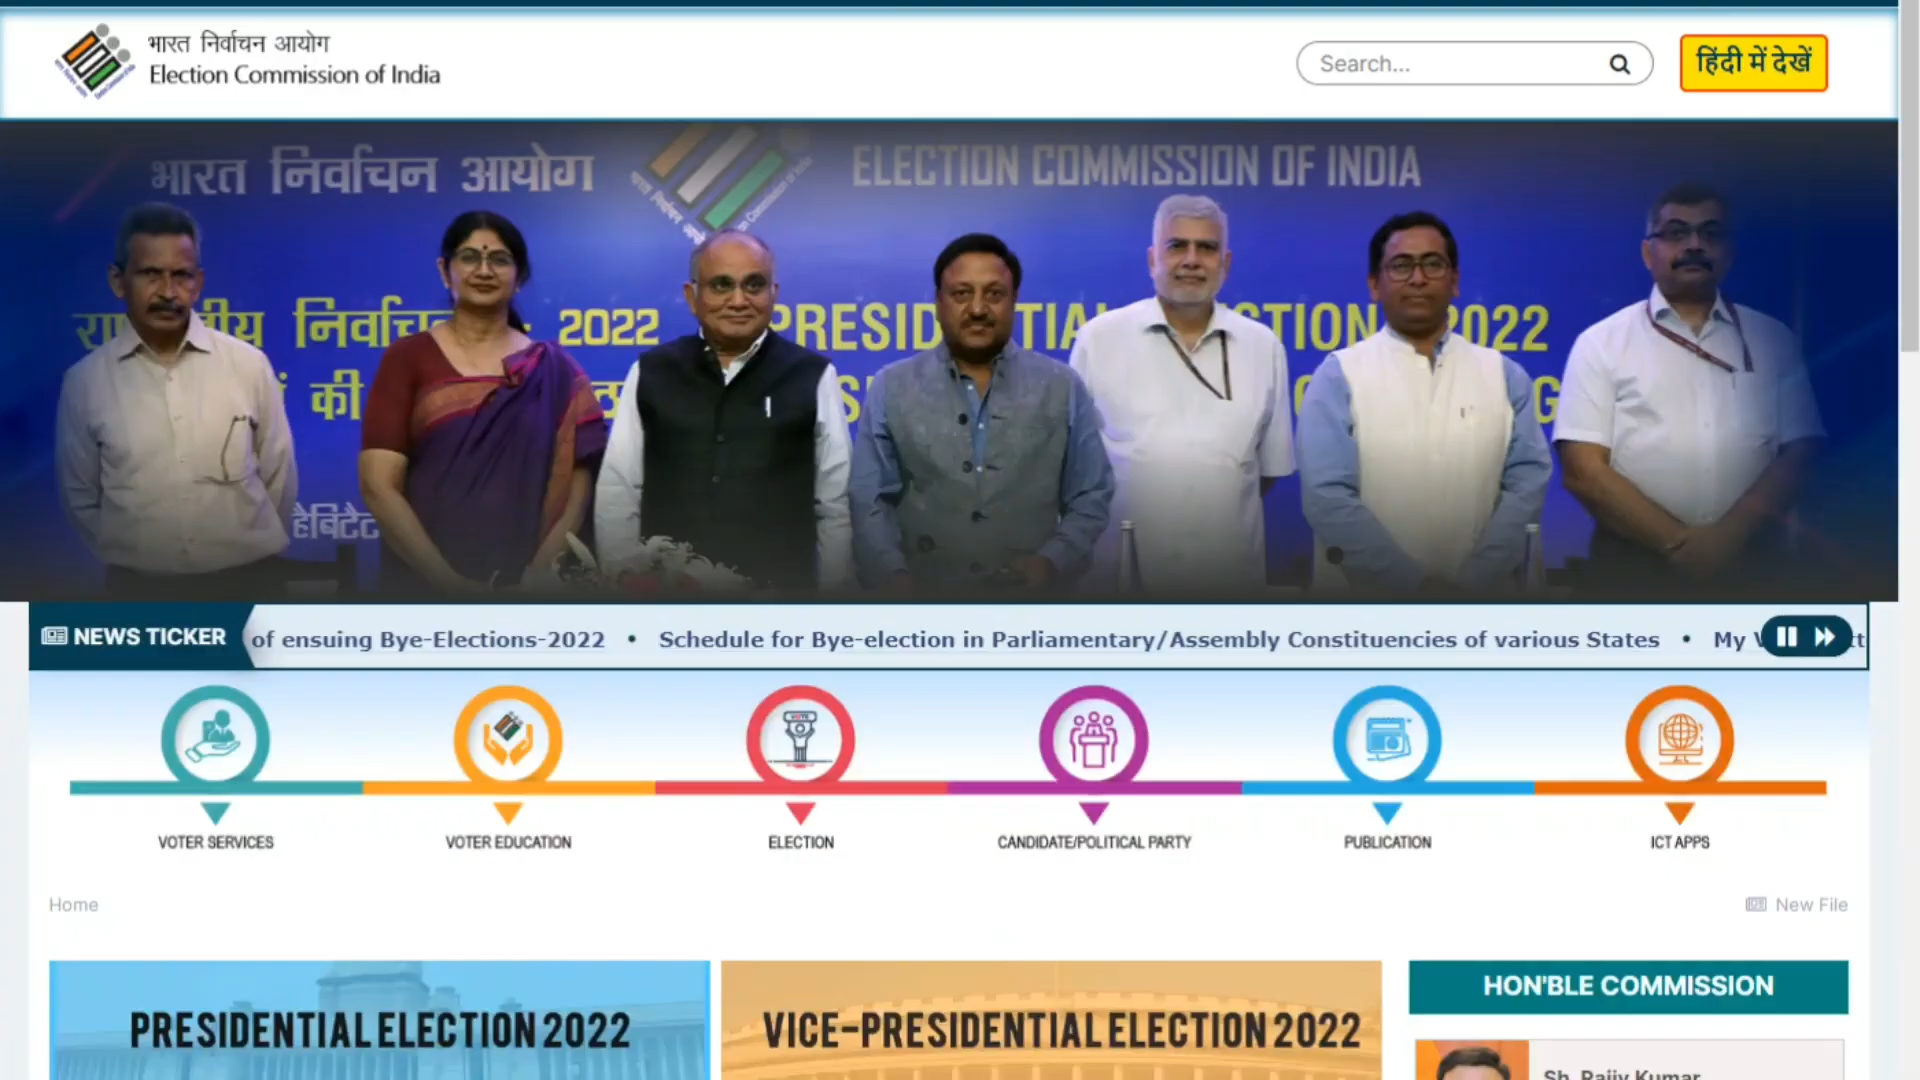 भारत निर्वाचन आयोग
Election Commission of India
Search...
हिंदी में देखें
भारत निर्वाचन आयोग
ELECTION COMMISSION OF INDIA
निर्वाचन 2022
2022
की
हैबिटेट
NEWS TICKER
of ensuing Bye-Elections-2022 • Schedule for Bye-election in Parliamentary/Assembly Constituencies of various States • My
VOTER SERVICES
VOTER EDUCATION
ELECTION
CANDIDATE/POLITICAL PARTY
PUBLICATION
ICT APPS
Home
New File
PRESIDENTIAL ELECTION 2022
VICE-PRESIDENTIAL ELECTION 2022
HON'BLE COMMISSION
Sh. Rajiv Kumar